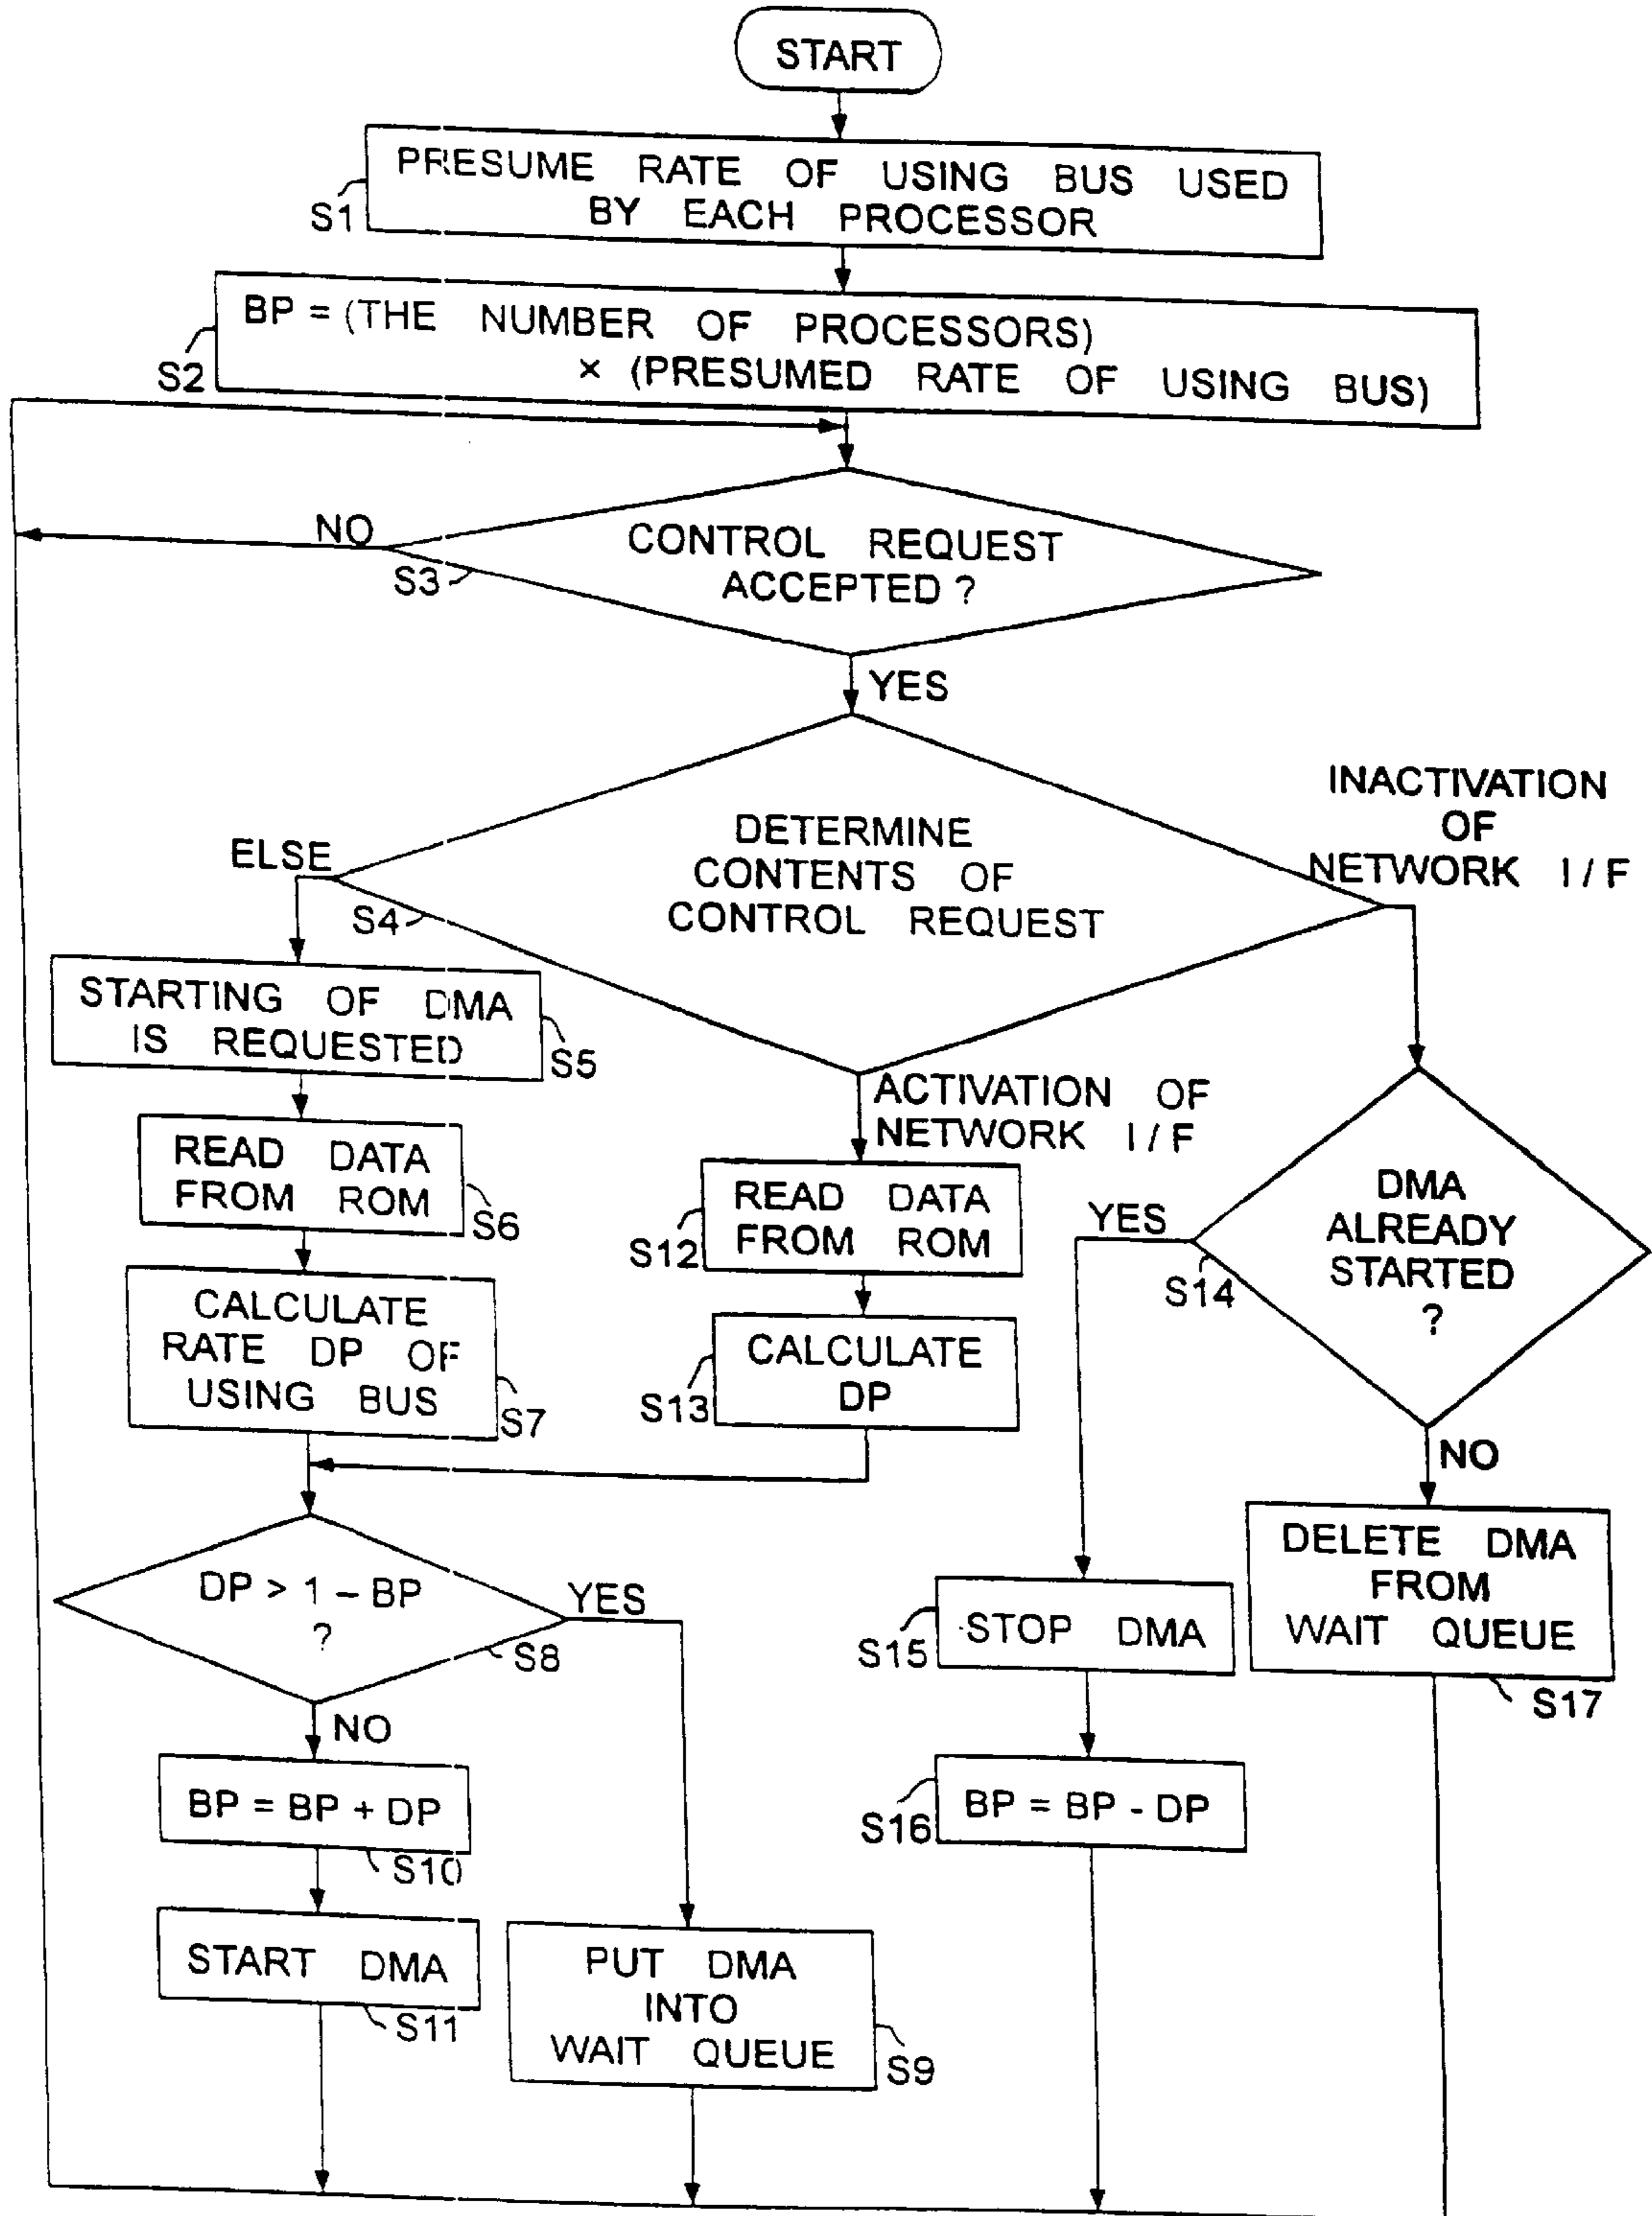 START
PRESUME RATE OF USING BUS USED
BY EACH PROCESSOR
S1
BP = (THE NUMBER OF PROCESSORS)
× (PRESUMED RATE OF USING BUS)
S2
NO
CONTROL REQUEST
ACCEPTED ?
S3
YES
INACTIVATION
OF
NETWORK I / F
ELSE
DETERMINE
CONTENTS OF
CONTROL REQUEST
S4
STARTING OF DMA
IS REQUESTED
S5
ACTIVATION OF
NETWORK I / F
READ DATA
FROM ROM
S6
READ DATA
FROM ROM
S12
YES
DMA
ALREADY
STARTED
?
S14
CALCULATE
RATE DP OF
USING BUS
S7
CALCULATE
DP
S13
NO
DP > 1 – BP
?
YES
S8
STOP DMA
S15
DELETE DMA
FROM
WAIT QUEUE
S17
NO
BP = BP + DP
S10
BP = BP - DP
S16
START DMA
S11
PUT DMA
INTO
WAIT QUEUE
S9